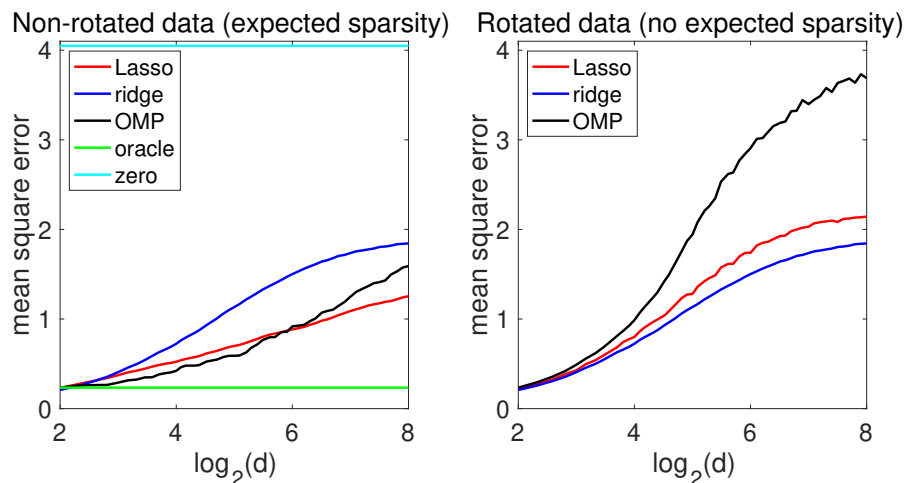 Non-rotated data (expected sparsity)
4
3
2
1
0
mean square error
Lasso
ridge
OMP
oracle
zero
2
4
6
8
log₂(d)
Rotated data (no expected sparsity)
4
3
2
1
0
mean square error
Lasso
ridge
OMP
2
4
6
8
log₂(d)